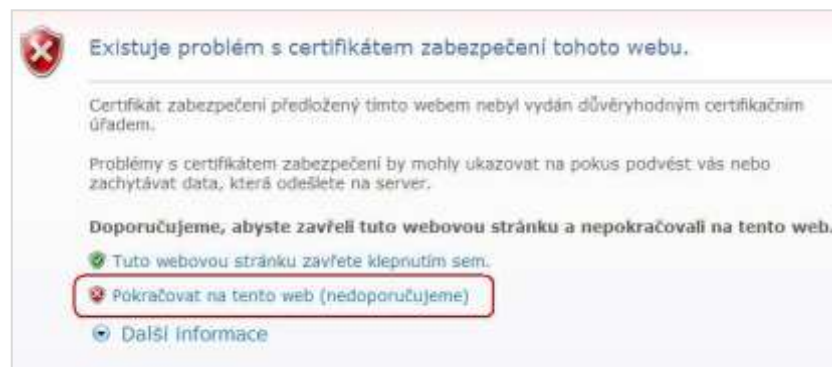 Existuje problém s certifikátem zabezpečení tohoto webu.
Certifikát zabezpečení předložený tímto webem nebyl vydán důvěryhodným certifikačním
úřadem.
Problémy s certifikátem zabezpečení by mohly ukazovat na pokus podvést vás nebo
zachytávat data, která odešlete na server.
Doporučujeme, abyste zavřeli tuto webovou stránku a nepokračovali na tento web.
Tuto webovou stránku zavřete klepnutím sem.
Pokračovat na tento web (nedoporučujeme)
Další informace